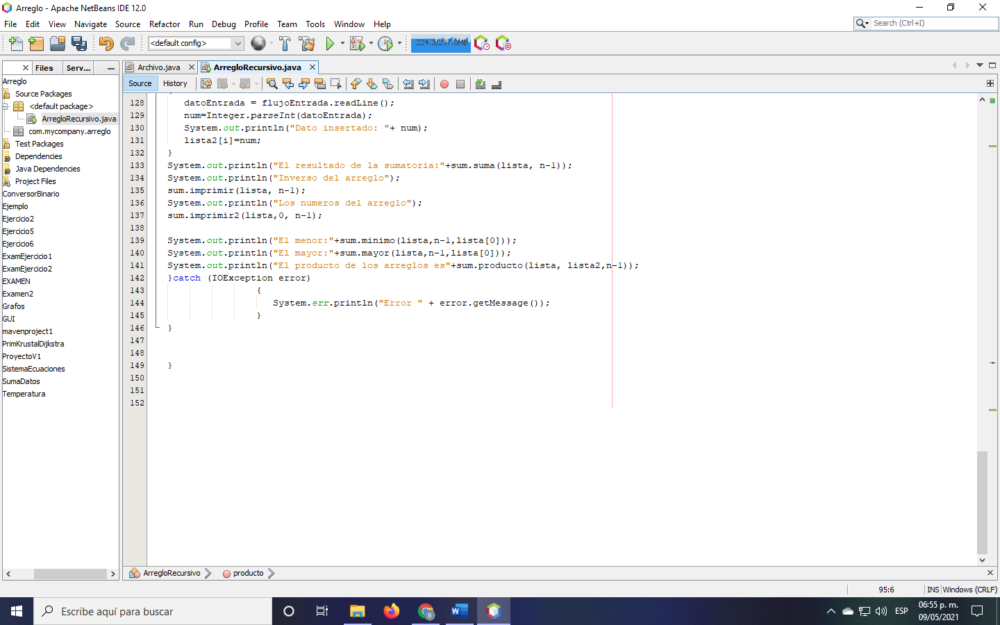 Arreglo - Apache NetBeans IDE 12.0
File Edit View Navigate Source Refactor Run Debug Profile Team Tools Window Help
Search (Ctrl+I)
<default config>
224.3/297.0MB
Files Serv...
Archivo.java ArregloRecursivo.java
Source History
Arreglo
Source Packages
<default package>
ArregloRecursivo.java
com.mycompany.arreglo
Test Packages
Dependencies
Java Dependencies
Project Files
ConversorBinario
Ejemplo
Ejercicio2
Ejercicio5
Ejercicio6
ExamEjercicio1
ExamEjercicio2
EXAMEN
Examen2
Grafos
GUI
mavenproject1
PrimKrustalDijkstra
ProyectoV1
SistemaEcuaciones
SumaDatos
Temperatura
128 datoEntrada = flujoEntrada.readLine();
129 num=Integer.parseInt(datoEntrada);
130 System.out.println("Dato insertado: "+ num);
131 lista2[i]=num;
132 }
133 System.out.println("El resultado de la sumatoria:"+sum.suma(lista, n-1));
134 System.out.println("Inverso del arreglo");
135 sum.imprimir(lista, n-1);
136 System.out.println("Los numeros del arreglo");
137 sum.imprimir2(lista,0, n-1);
138
139 System.out.println("El menor:"+sum.minimo(lista,n-1,lista[0]));
140 System.out.println("El mayor:"+sum.mayor(lista,n-1,lista[0]));
141 System.out.println("El producto de los arreglos es"+sum.producto(lista, lista2,n-1));
142 }catch (IOException error)
143 {
144 System.err.println("Error " + error.getMessage());
145 }
146 }
147
148
149 }
150
151
152
ArregloRecursivo producto
95:6 INS Windows (CRLF)
Escribe aquí para buscar
ESP
06:55 p. m.
09/05/2021